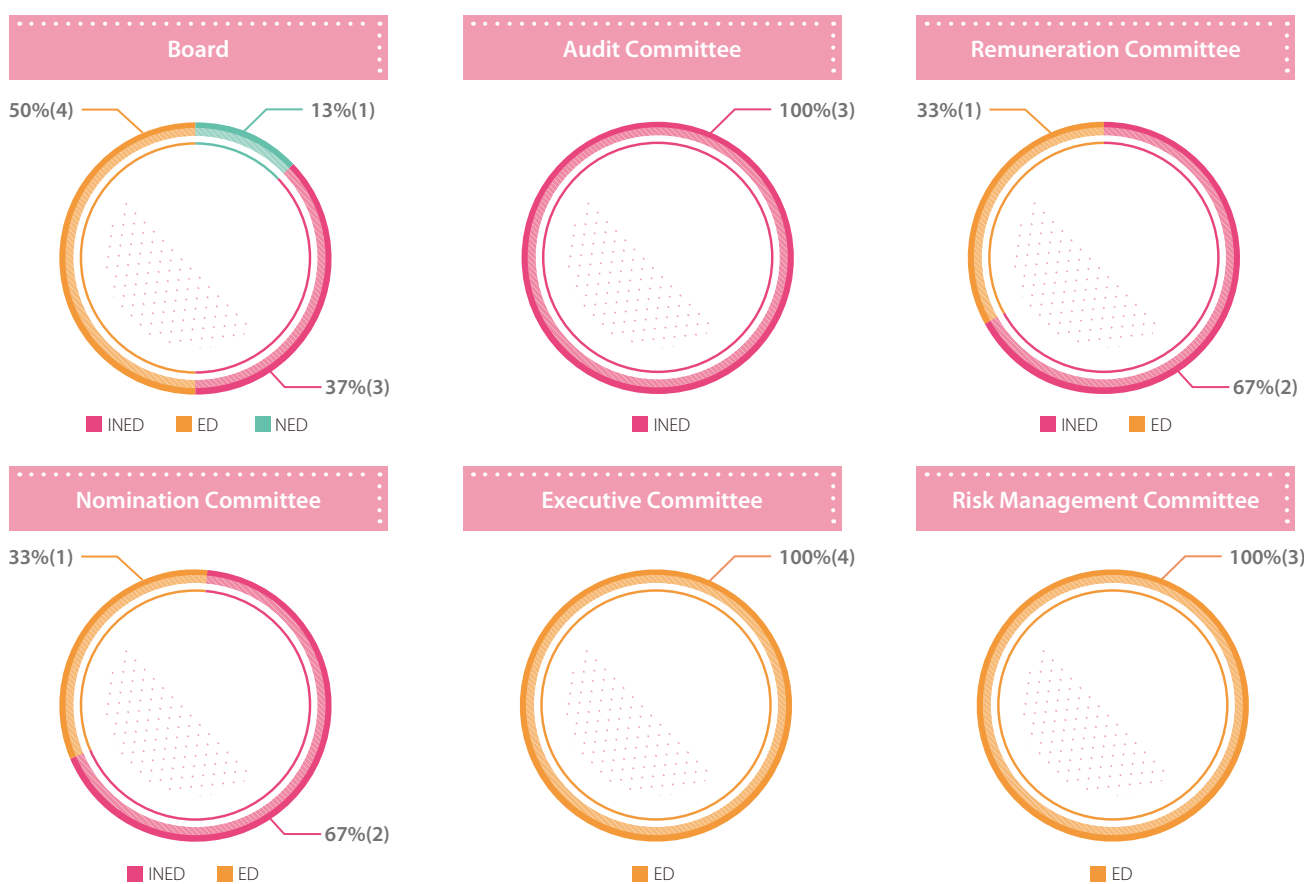 Board
50%(4)
13%(1)
37%(3)
INED ED NED
Audit Committee
100%(3)
INED
Remuneration Committee
33%(1)
67%(2)
INED ED
Nomination Committee
33%(1)
67%(2)
INED ED
Executive Committee
100%(4)
ED
Risk Management Committee
100%(3)
ED